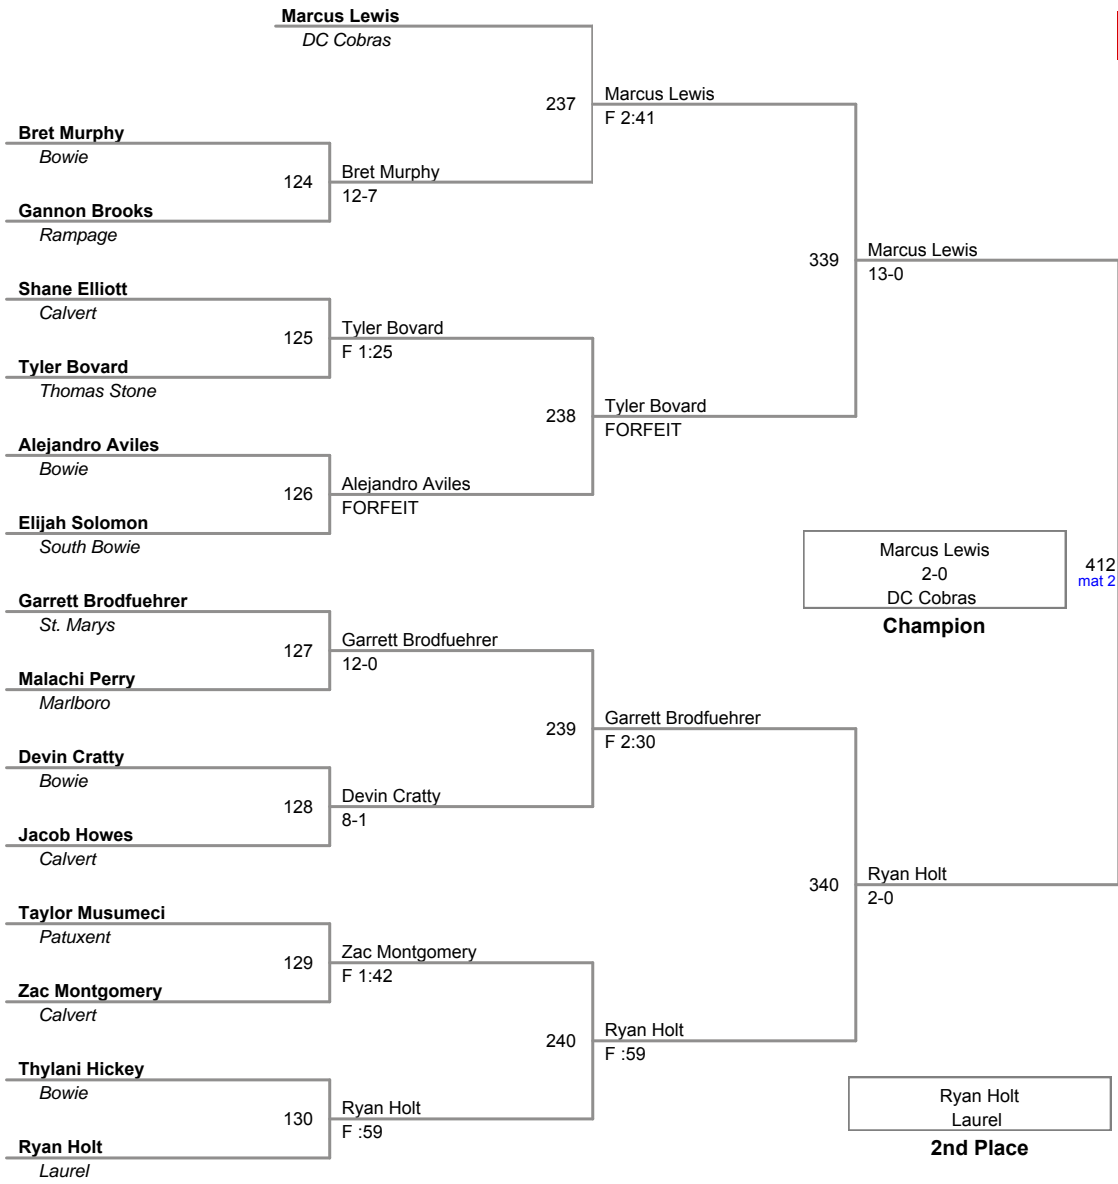 Marcus Lewis
DC Cobras
237
Marcus Lewis
F 2:41
Bret Murphy
Bowie
124
Bret Murphy
12-7
Gannon Brooks
Rampage
339
Marcus Lewis
13-0
Shane Elliott
Calvert
125
Tyler Bovard
F 1:25
Tyler Bovard
Thomas Stone
238
Tyler Bovard
FORFEIT
Alejandro Aviles
Bowie
126
Alejandro Aviles
FORFEIT
Elijah Solomon
South Bowie
Marcus Lewis
2-0
DC Cobras
Champion
412
mat 2
Garrett Brodfuehrer
St. Marys
127
Garrett Brodfuehrer
12-0
Malachi Perry
Marlboro
239
Garrett Brodfuehrer
F 2:30
Devin Cratty
Bowie
128
Devin Cratty
8-1
Jacob Howes
Calvert
340
Ryan Holt
2-0
Taylor Musumeci
Patuxent
129
Zac Montgomery
F 1:42
Zac Montgomery
Calvert
240
Ryan Holt
F :59
Thylani Hickey
Bowie
130
Ryan Holt
F :59
Ryan Holt
Laurel
Ryan Holt
Laurel
2nd Place